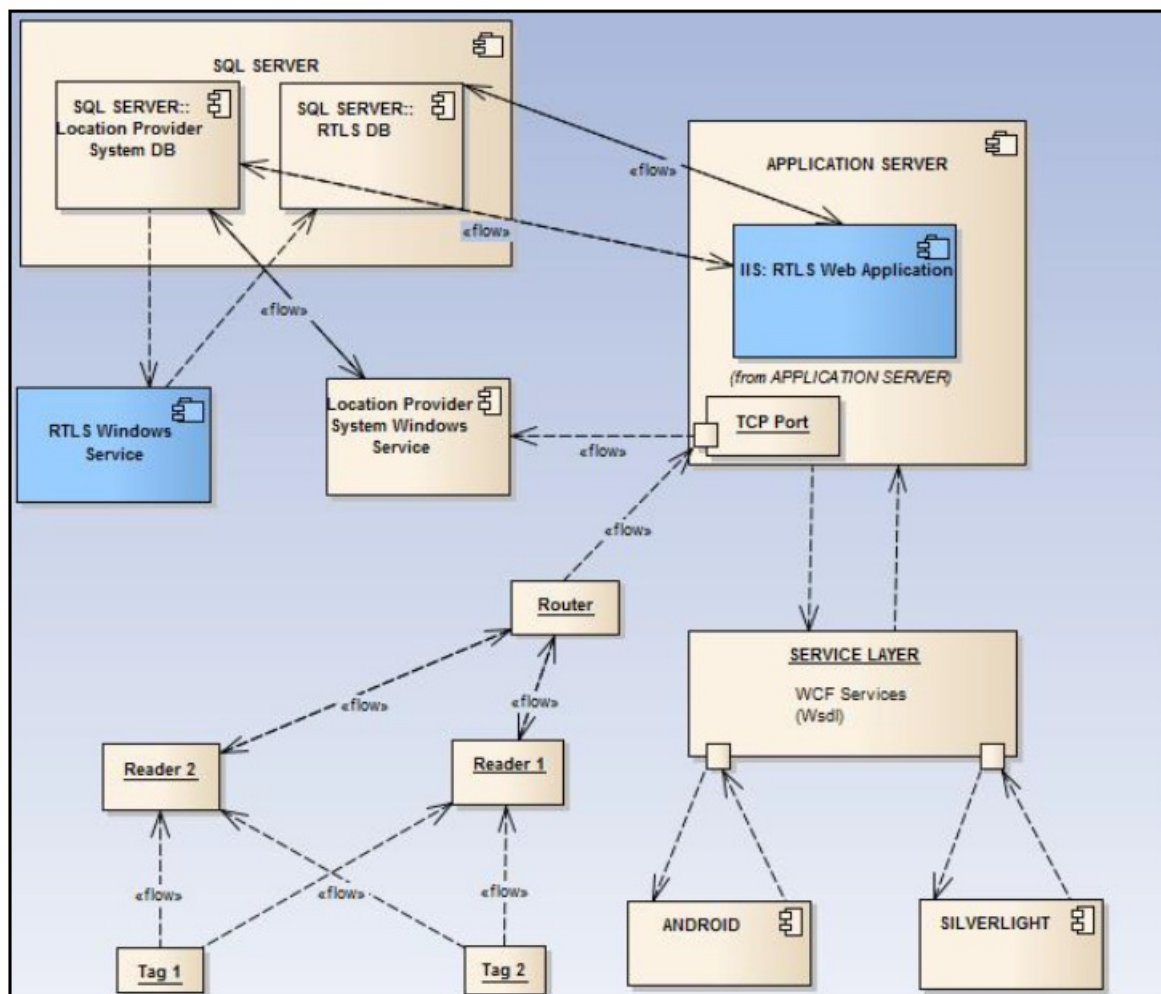 SQL SERVER
SQL SERVER::
Location Provider
System DB
SQL SERVER::
RTLS DB
«flow»
APPLICATION SERVER
«flow»
IIS: RTLS Web Application
«flow»
(from APPLICATION SERVER)
RTLS Windows
Service
Location Provider
System Windows
Service
TCP Port
«flow»
«flow»
Router
SERVICE LAYER
WCF Services
(Wsdl)
«flow»
«flow»
Reader 2
Reader 1
«flow»
«flow»
«flow»
ANDROID
SILVERLIGHT
Tag 1
Tag 2